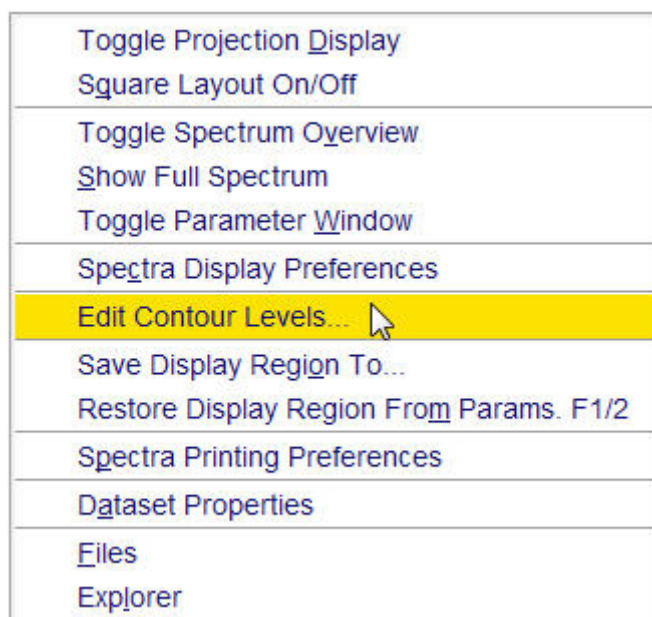 Toggle Projection Display
Square Layout On/Off
Toggle Spectrum Overview
Show Full Spectrum
Toggle Parameter Window
Spectra Display Preferences
Edit Contour Levels...
Save Display Region To...
Restore Display Region From Params. F1/2
Spectra Printing Preferences
Dataset Properties
Files
Explorer